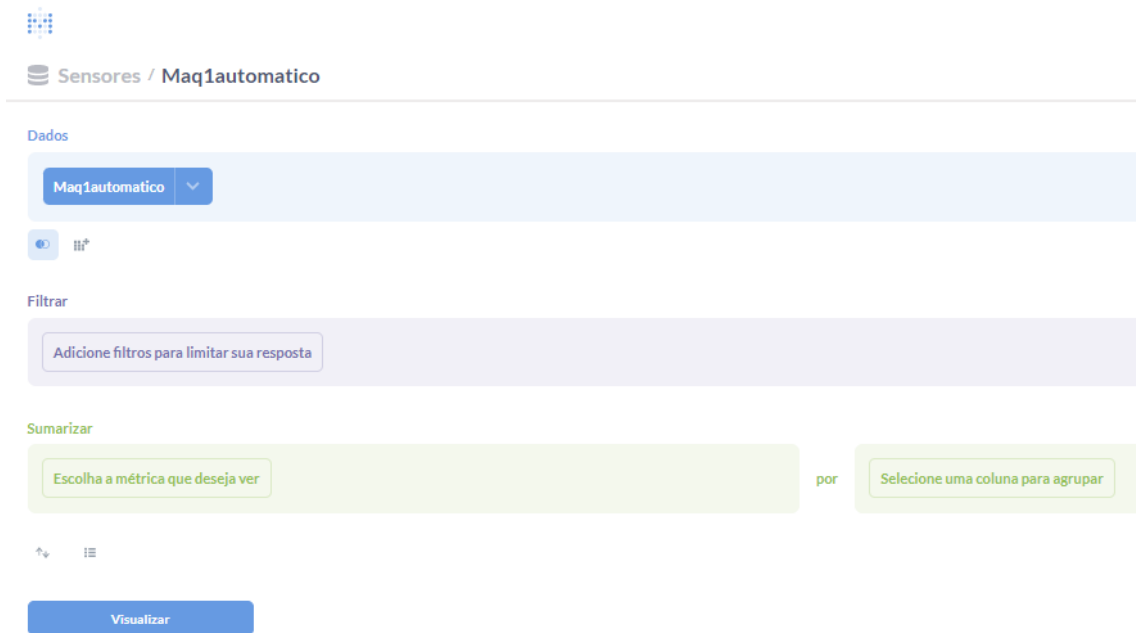 Sensores / Maq1automatico
Dados
Maq1automatico
Filtrar
Adicione filtros para limitar sua resposta
Sumarizar
Escolha a métrica que deseja ver por Selecione uma coluna para agrupar
Visualizar